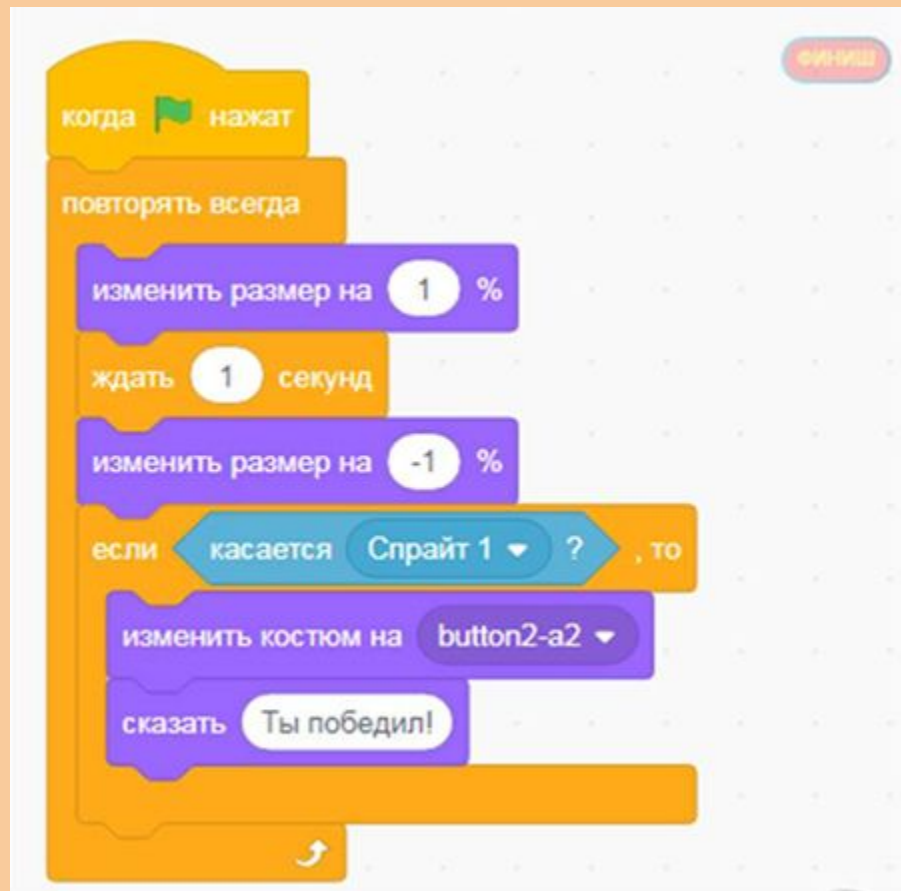 ФИНИШ
когда нажат
повторять всегда
изменить размер на 1 %
ждать 1 секунд
изменить размер на -1 %
если касается Спрайт 1 ? , то
изменить костюм на button2-a2
сказать Ты победил!